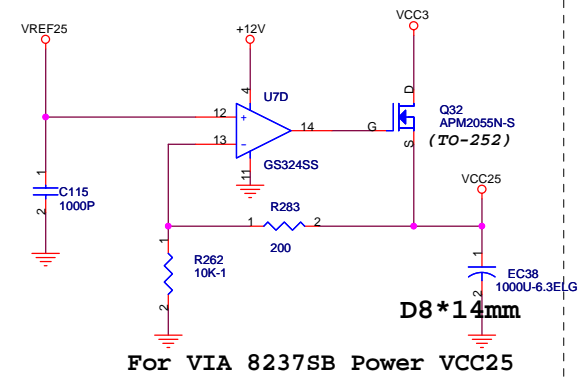 VREF25 +12V VCC3
4 U7D D Q32
12 + APM2055N-S
14 G
13 − S (TO-252)
GS324SS
11
1 VCC25
C115 R283
1000P 1 2
2 200
1 R262 1 EC38
10K-1 1000U-6.3ELG
2 2
D8*14mm
For VIA 8237SB Power VCC25